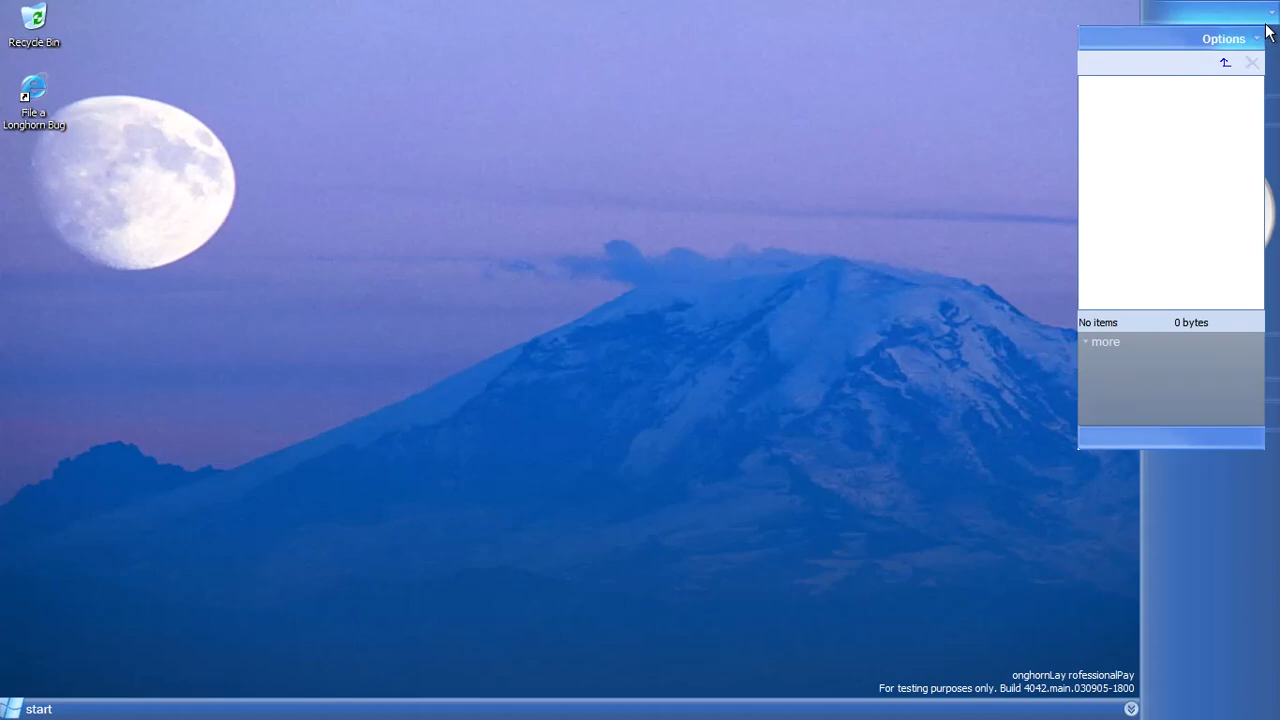 Recycle Bin
File a
Longhorn Bug
Options
No items 0 bytes
more
onghornLay rofessionalPay
For testing purposes only. Build 4042.main.030905-1800
start